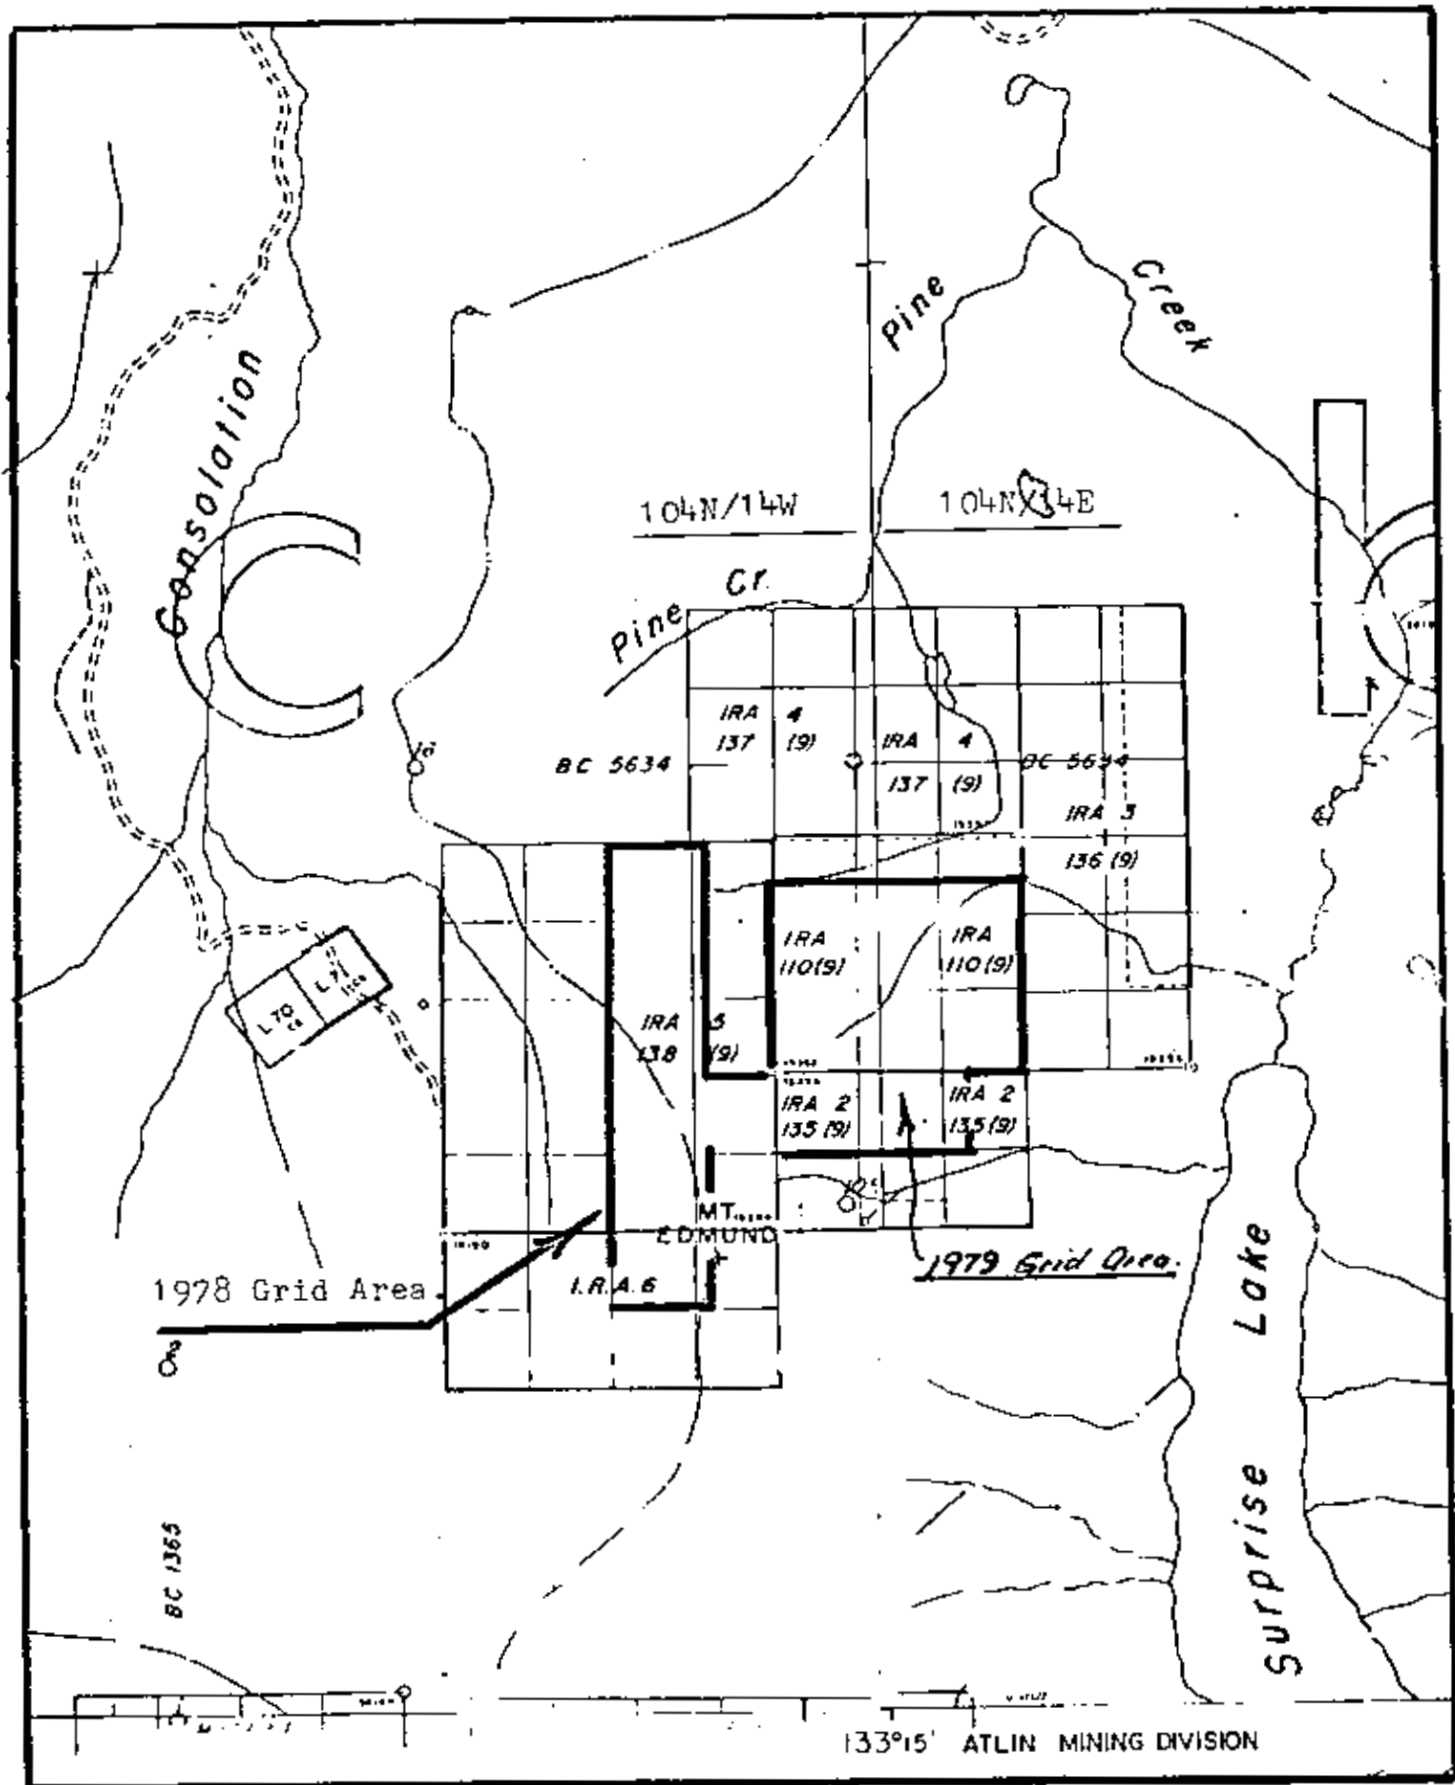 Consolation
Pine
Creek
104N/14W
104N/14E
Pine Cr.
IRA 4
137 (9)
IRA 4
137 (9)
BC 5634
BC 5634
IRA 3
136 (9)
IRA
110(9)
IRA
110(9)
L 70
L 71
IRA 5
138 (9)
IRA 2
135 (9)
IRA 2
135 (9)
MT.
EDMUND
1979 Grid Area.
1978 Grid Area
I.R.A. 6
Surprise Lake
BC 1365
133°15' ATLIN MINING DIVISION